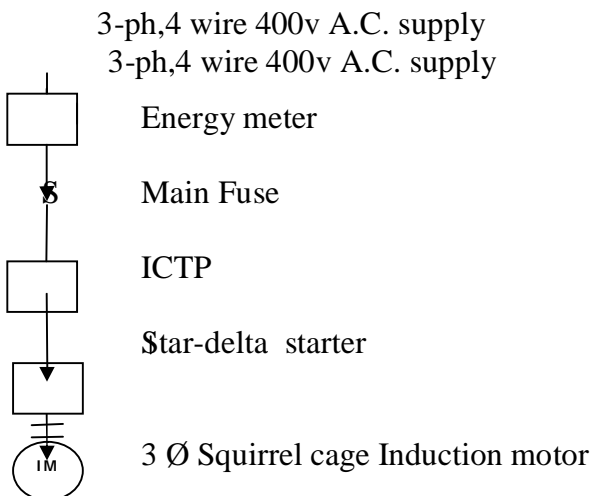 3-ph,4 wire 400v A.C. supply
3-ph,4 wire 400v A.C. supply
Energy meter
S Main Fuse
ICTP
Star-delta starter
IM 3 Ø Squirrel cage Induction motor